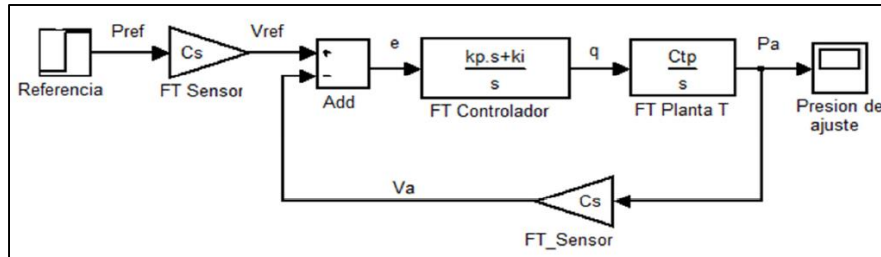 Pref
Vref
e
q
Pa
Cs
kp.s+ki
s
Ctp
s
Referencia
FT Sensor
Add
FT Controlador
FT Planta T
Presion de
ajuste
Va
Cs
FT_Sensor